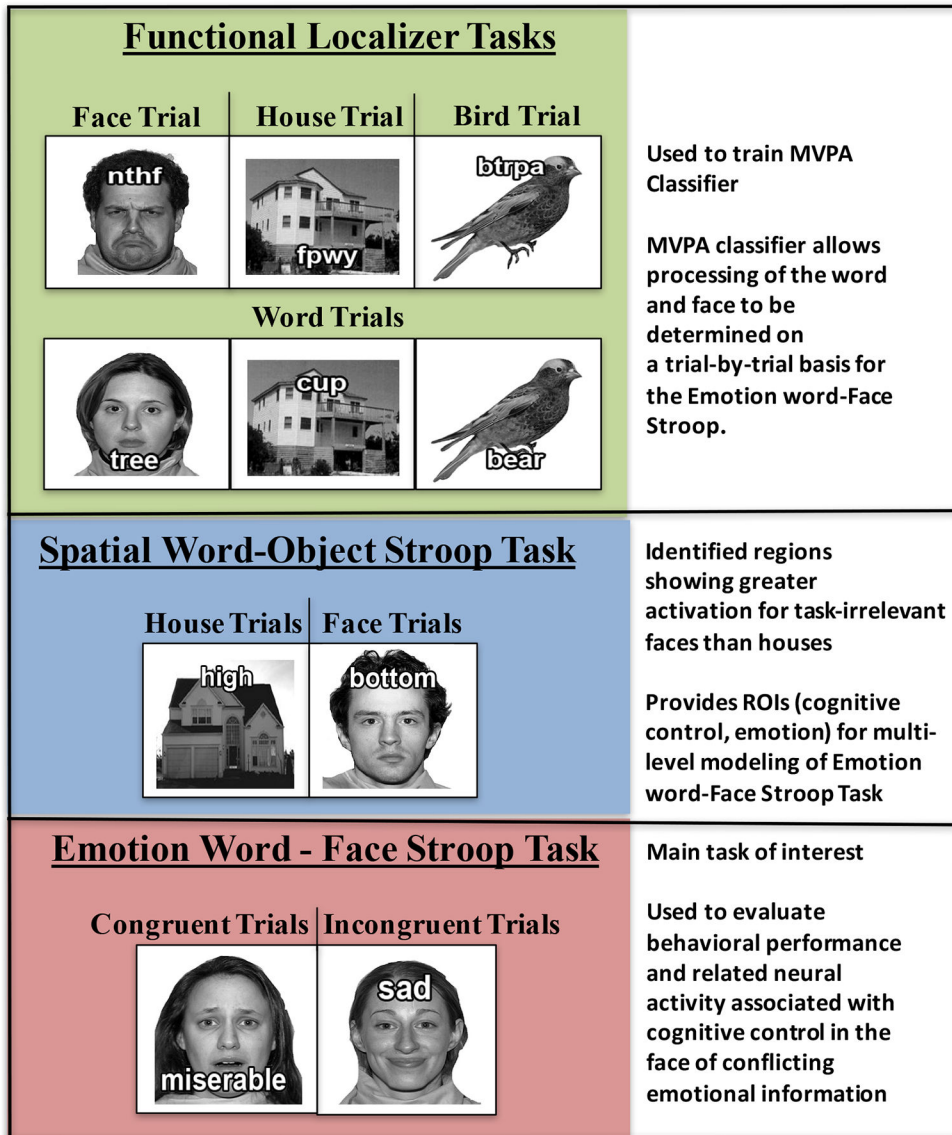 Functional Localizer Tasks
Face Trial House Trial Bird Trial
nthf
fpwy
btrpa
Word Trials
tree
cup
bear
Used to train MVPA
Classifier
MVPA classifier allows
processing of the word
and face to be
determined on
a trial-by-trial basis for
the Emotion word-Face
Stroop.
Spatial Word-Object Stroop Task
House Trials Face Trials
high
bottom
Identified regions
showing greater
activation for task-irrelevant
faces than houses
Provides ROIs (cognitive
control, emotion) for multi-
level modeling of Emotion
word-Face Stroop Task
Emotion Word - Face Stroop Task
Congruent Trials Incongruent Trials
miserable
sad
Main task of interest
Used to evaluate
behavioral performance
and related neural
activity associated with
cognitive control in the
face of conflicting
emotional information